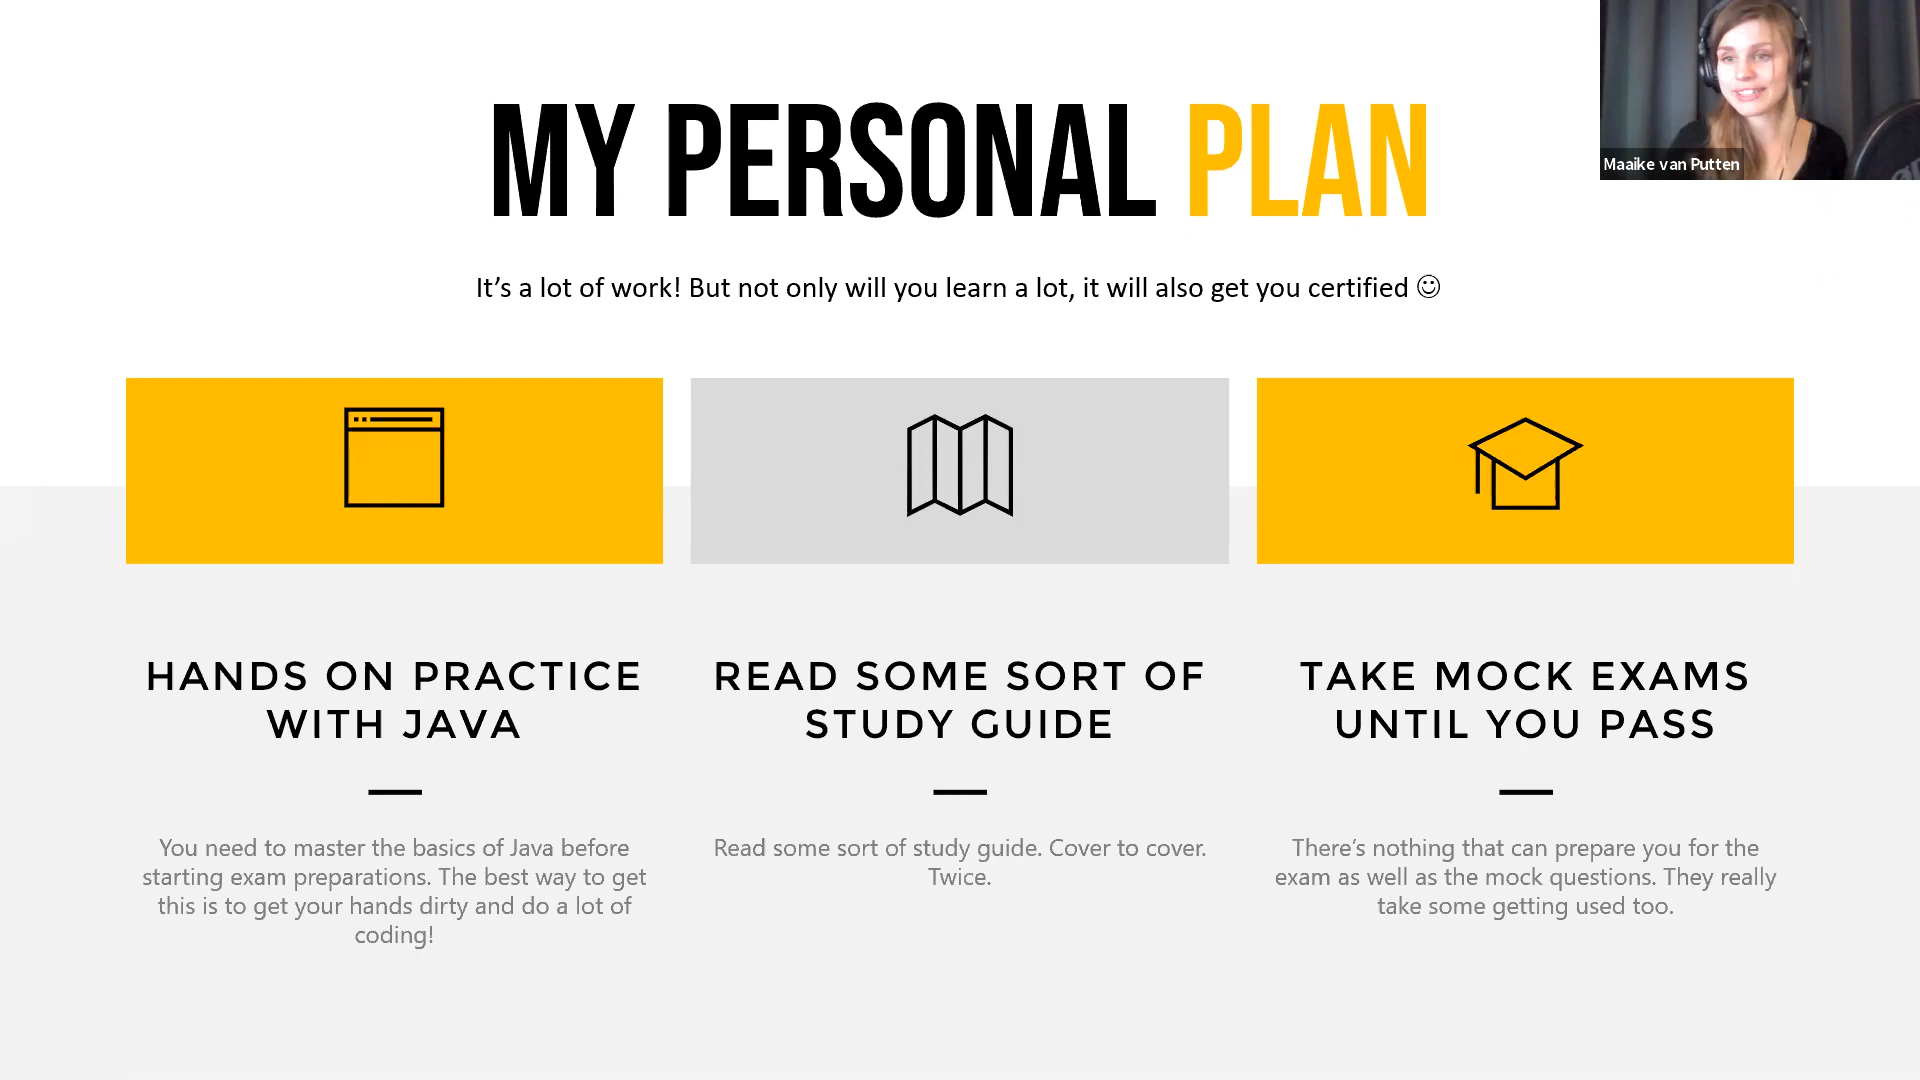 MY PERSONAL PLAN
Maaike van Putten
It’s a lot of work! But not only will you learn a lot, it will also get you certified ☺
HANDS ON PRACTICE
WITH JAVA
You need to master the basics of Java before
starting exam preparations. The best way to get
this is to get your hands dirty and do a lot of
coding!
READ SOME SORT OF
STUDY GUIDE
Read some sort of study guide. Cover to cover.
Twice.
TAKE MOCK EXAMS
UNTIL YOU PASS
There’s nothing that can prepare you for the
exam as well as the mock questions. They really
take some getting used too.